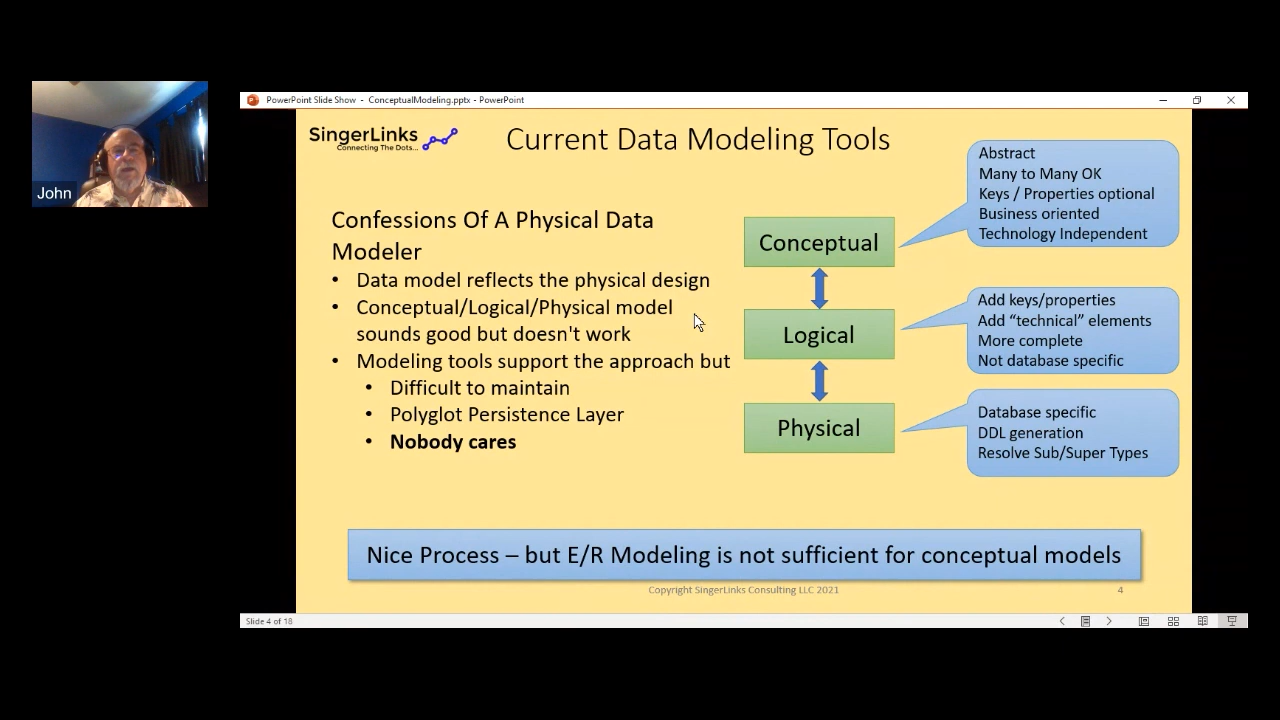 PowerPoint Slide Show - ConceptualModeling.pptx - PowerPoint
SingerLinks
Connecting The Dots...
Current Data Modeling Tools
John
Confessions Of A Physical Data
Modeler
• Data model reflects the physical design
• Conceptual/Logical/Physical model
sounds good but doesn't work
• Modeling tools support the approach but
• Difficult to maintain
• Polyglot Persistence Layer
• Nobody cares
Conceptual
Logical
Physical
Abstract
Many to Many OK
Keys / Properties optional
Business oriented
Technology Independent
Add keys/properties
Add “technical” elements
More complete
Not database specific
Database specific
DDL generation
Resolve Sub/Super Types
Nice Process – but E/R Modeling is not sufficient for conceptual models
Copyright SingerLinks Consulting LLC 2021
4
Slide 4 of 18